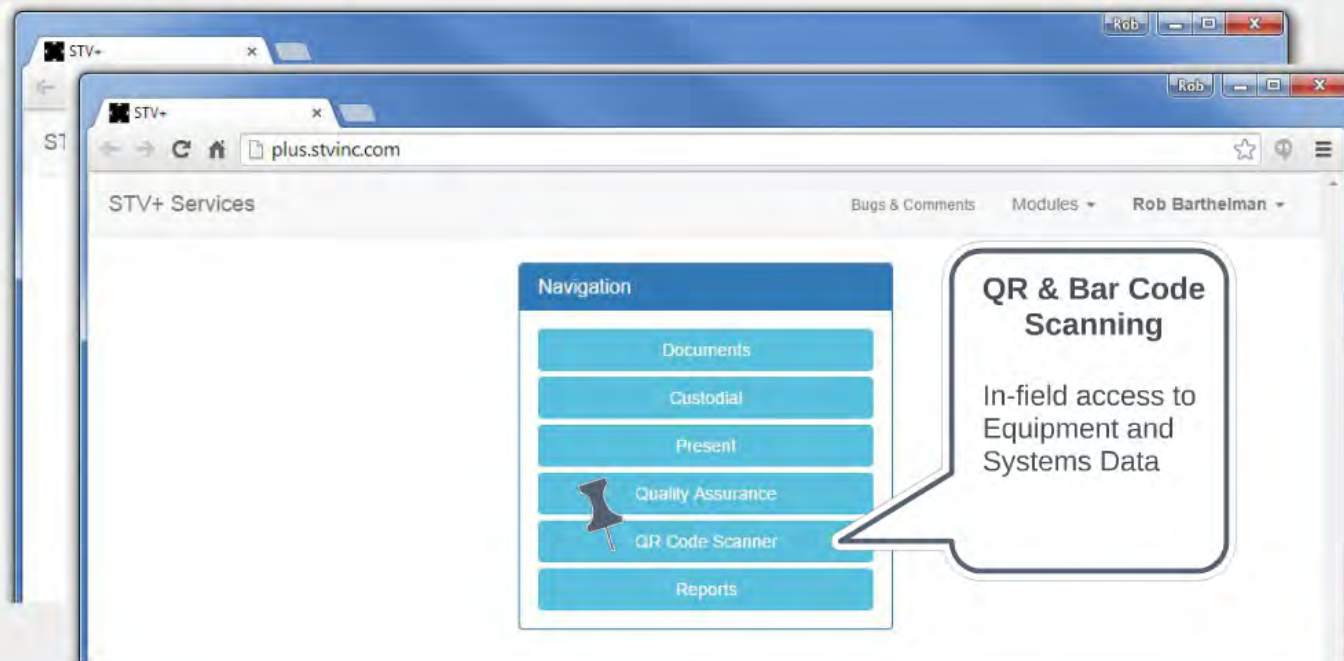 Rob
STV+
ST
Rob
STV+
plus.stvinc.com
STV+ Services
Bugs & Comments
Modules
Rob Barthelman
Navigation
Documents
Custodial
Present
Quality Assurance
QR Code Scanner
Reports
QR & Bar Code
Scanning
In-field access to
Equipment and
Systems Data